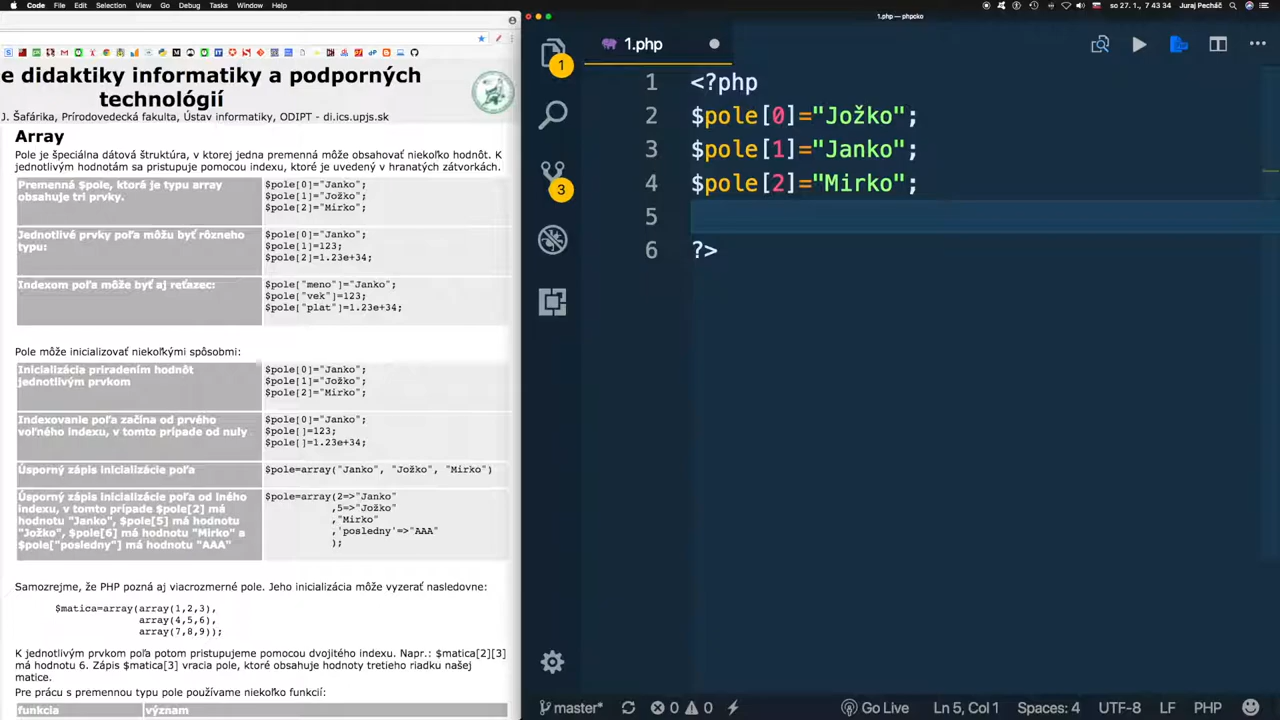 Code File Edit Selection View Go Debug Tasks Window Help
so 27. 1., 7 43 34 Juraj Pecháč
e didaktiky informatiky a podporných
technológií
J. Šafárika, Prírodovedecká fakulta, Ústav informatiky, ODIPT - di.ics.upjs.sk
Array
Pole je špeciálna dátová štruktúra, v ktorej jedna premenná môže obsahovať niekoľko hodnôt. K
jednotlivým hodnotám sa pristupuje pomocou indexu, ktoré je uvedený v hranatých zátvorkách.
Premenná $pole, ktorá je typu array
obsahuje tri prvky.
$pole[0]="Janko";
$pole[1]="Jožko";
$pole[2]="Mirko";
Jednotlivé prvky poľa môžu byť rôzneho
typu:
$pole[0]="Janko";
$pole[1]=123;
$pole[2]=1.23e+34;
Indexom poľa môže byť aj reťazec:
$pole["meno"]="Janko";
$pole["vek"]=123;
$pole["plat"]=1.23e+34;
Pole môže inicializovať niekoľkými spôsobmi:
Inicializácia priradením hodnôt
jednotlivým prvkom
$pole[0]="Janko";
$pole[1]="Jožko";
$pole[2]="Mirko";
Indexovanie poľa začína od prvého
voľného indexu, v tomto prípade od nuly
$pole[0]="Janko";
$pole[]=123;
$pole[]=1.23e+34;
Úsporný zápis inicializácie poľa
$pole=array("Janko", "Jožko", "Mirko")
Úsporný zápis inicializácie poľa od iného
indexu, v tomto prípade $pole[2] má
hodnotu "Janko", $pole[5] má hodnotu
"Jožko", $pole[6] má hodnotu "Mirko" a
$pole["posledny"] má hodnotu "AAA"
$pole=array(2=>"Janko"
,5=>"Jožko"
,"Mirko"
,'posledny'=>"AAA"
);
Samozrejme, že PHP pozná aj viacrozmerné pole. Jeho inicializácia môže vyzerať nasledovne:
$matica=array(array(1,2,3),
array(4,5,6),
array(7,8,9));
K jednotlivým prvkom poľa potom pristupujeme pomocou dvojitého indexu. Napr.: $matica[2][3]
má hodnotu 6. Zápis $matica[3] vracia pole, ktoré obsahuje hodnoty tretieho riadku našej
matice.
Pre prácu s premennou typu pole používame niekoľko funkcií:
funkcia význam
1.php — phpcko
1.php
1
3
1 <?php
2 $pole[0]="Jožko";
3 $pole[1]="Janko";
4 $pole[2]="Mirko";
5
6 ?>
master* 0 0 Go Live Ln 5, Col 1 Spaces: 4 UTF-8 LF PHP